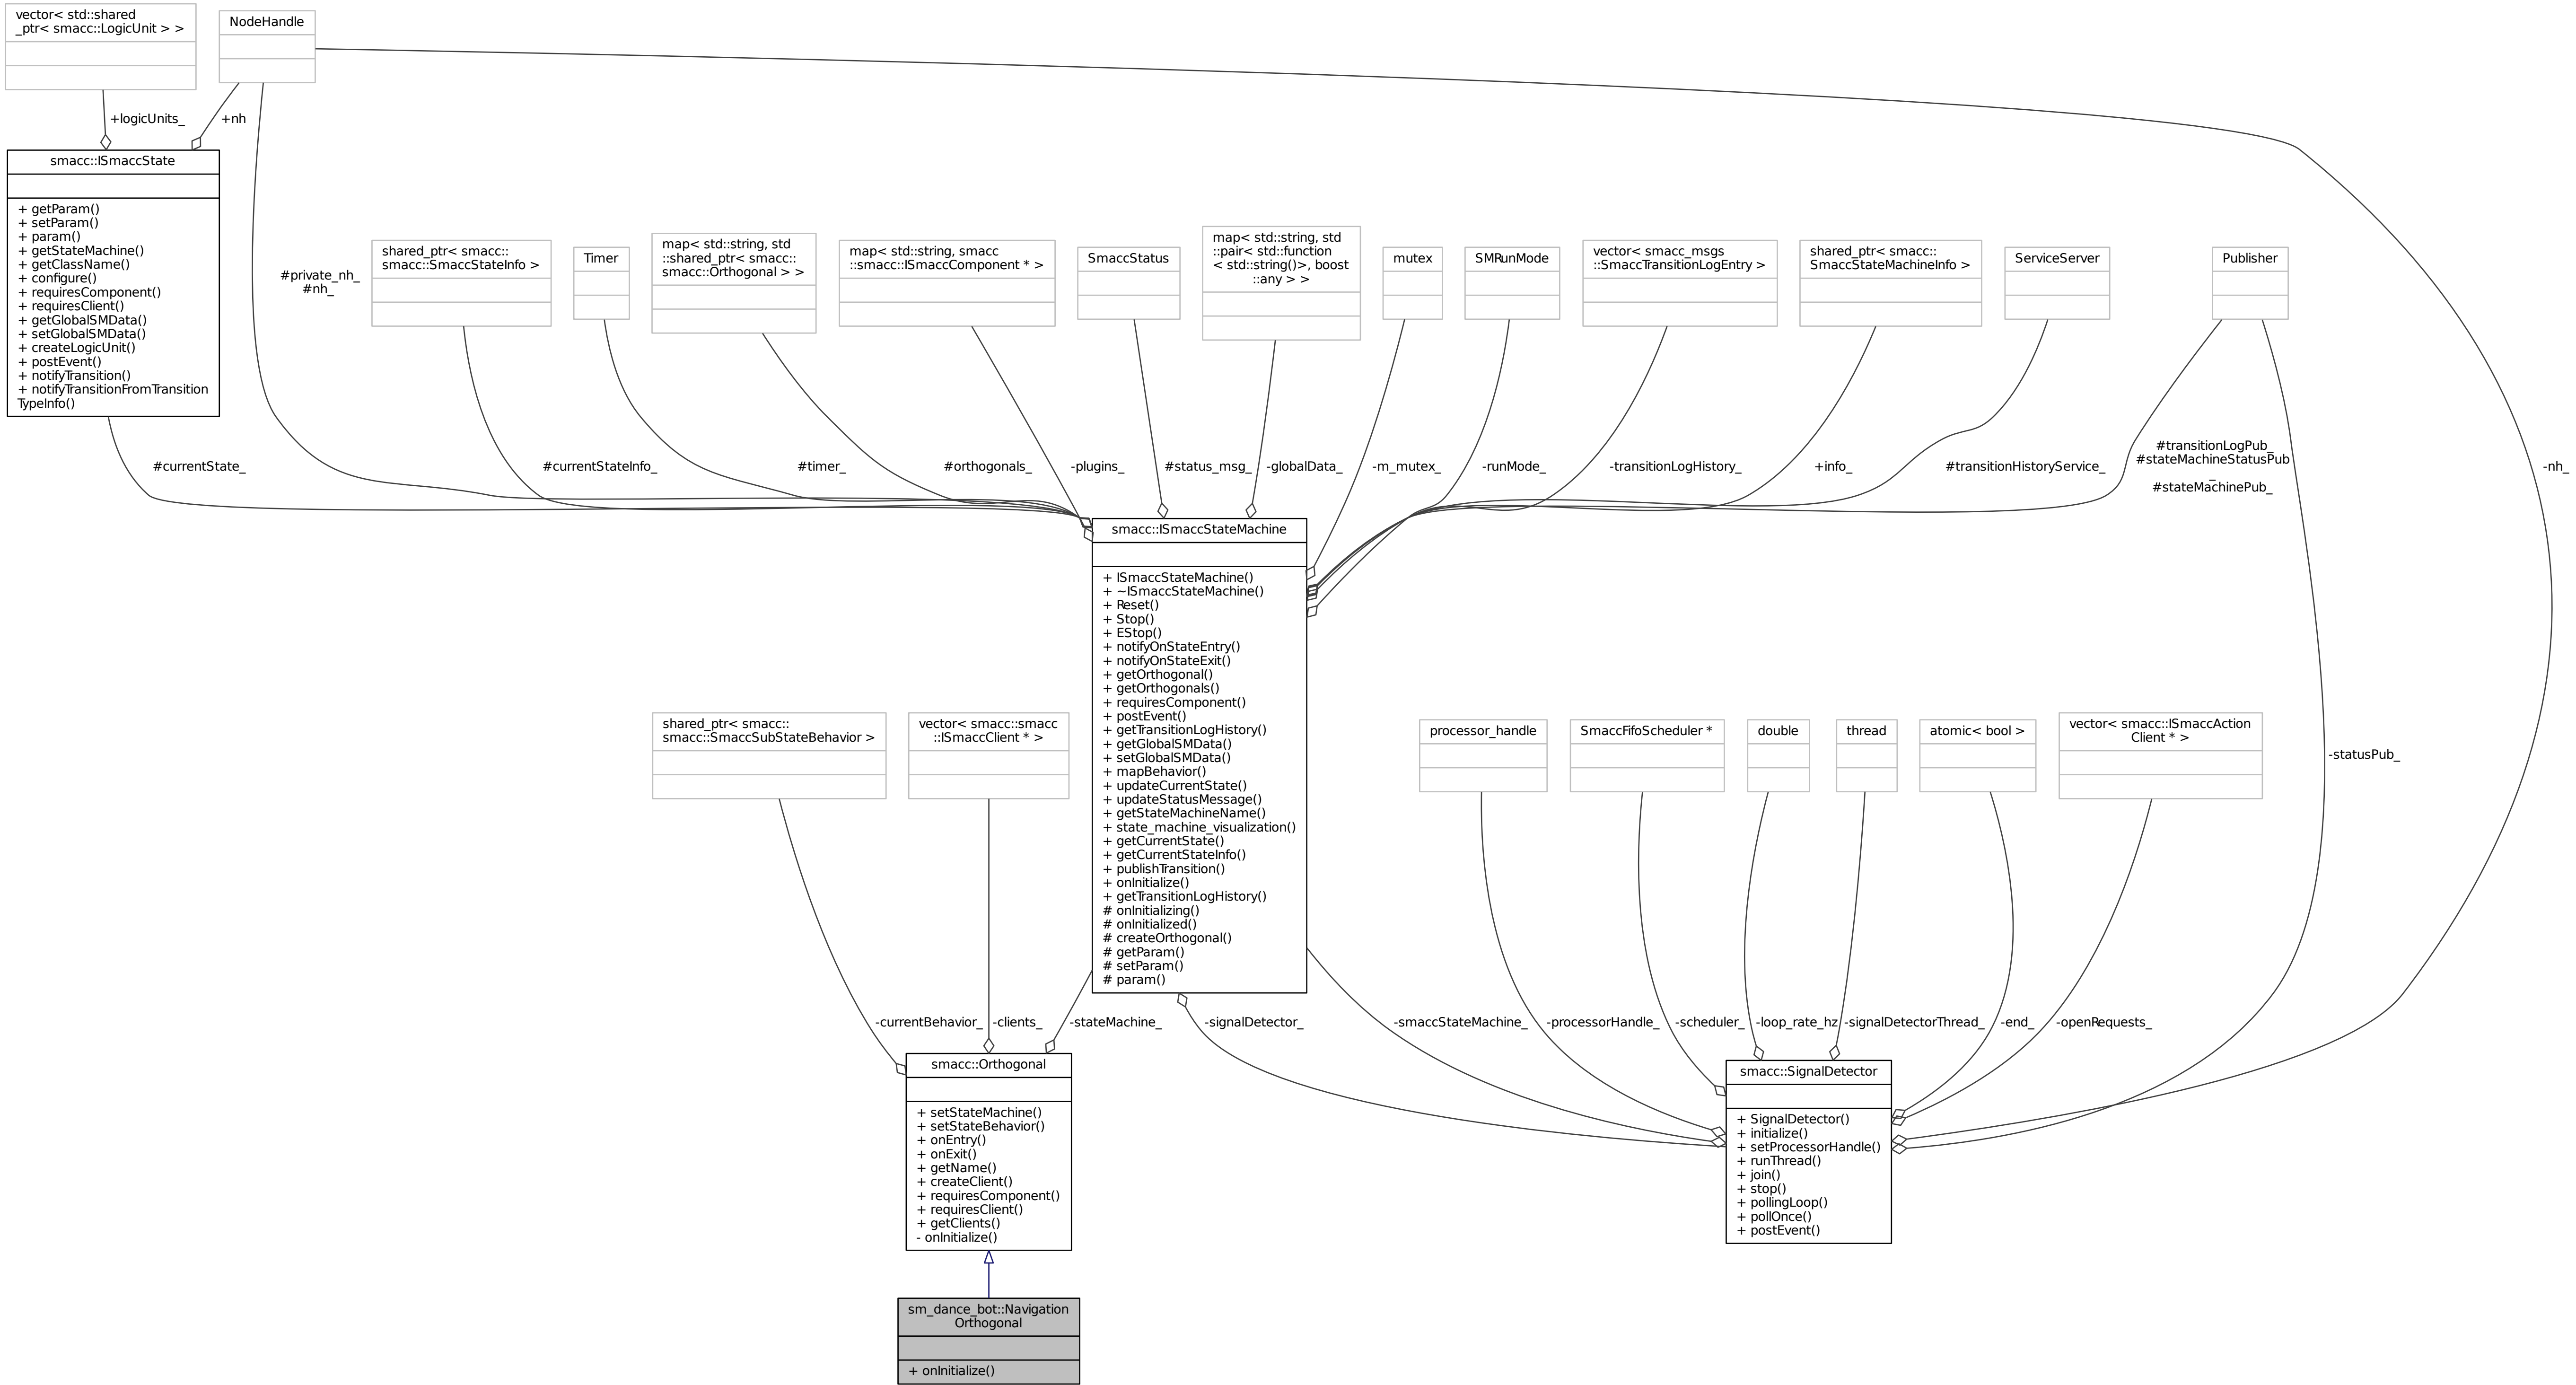 vector< std::shared
_ptr< smacc::LogicUnit > >
NodeHandle
+logicUnits_
+nh
smacc::ISmaccState
+ getParam()
+ setParam()
+ param()
+ getStateMachine()
+ getClassName()
+ configure()
+ requiresComponent()
+ requiresClient()
+ getGlobalSMData()
+ setGlobalSMData()
+ createLogicUnit()
+ postEvent()
+ notifyTransition()
+ notifyTransitionFromTransition
TypeInfo()
#private_nh_
#nh_
shared_ptr< smacc::
smacc::SmaccStateInfo >
Timer
map< std::string, std
::shared_ptr< smacc::
smacc::Orthogonal > >
map< std::string, smacc
::smacc::ISmaccComponent * >
SmaccStatus
map< std::string, std
::pair< std::function
< std::string()>, boost
::any > >
mutex
SMRunMode
vector< smacc_msgs
::SmaccTransitionLogEntry >
shared_ptr< smacc::
SmaccStateMachineInfo >
ServiceServer
Publisher
#currentState_
#currentStateInfo_
#timer_
#orthogonals_
-plugins_
#status_msg_
-globalData_
-m_mutex_
-runMode_
-transitionLogHistory_
+info_
#transitionHistoryService_
#transitionLogPub_
#stateMachineStatusPub
_
#stateMachinePub_
-nh_
smacc::ISmaccStateMachine
+ ISmaccStateMachine()
+ ~ISmaccStateMachine()
+ Reset()
+ Stop()
+ EStop()
+ notifyOnStateEntry()
+ notifyOnStateExit()
+ getOrthogonal()
+ getOrthogonals()
+ requiresComponent()
+ postEvent()
+ getTransitionLogHistory()
+ getGlobalSMData()
+ setGlobalSMData()
+ mapBehavior()
+ updateCurrentState()
+ updateStatusMessage()
+ getStateMachineName()
+ state_machine_visualization()
+ getCurrentState()
+ getCurrentStateInfo()
+ publishTransition()
+ onInitialize()
+ getTransitionLogHistory()
# onInitializing()
# onInitialized()
# createOrthogonal()
# getParam()
# setParam()
# param()
shared_ptr< smacc::
smacc::SmaccSubStateBehavior >
vector< smacc::smacc
::ISmaccClient * >
processor_handle
SmaccFifoScheduler *
double
thread
atomic< bool >
vector< smacc::ISmaccAction
Client * >
-statusPub_
-currentBehavior_
-clients_
-stateMachine_
-signalDetector_
-smaccStateMachine_
-processorHandle_
-scheduler_
-loop_rate_hz
-signalDetectorThread_
-end_
-openRequests_
smacc::Orthogonal
+ setStateMachine()
+ setStateBehavior()
+ onEntry()
+ onExit()
+ getName()
+ createClient()
+ requiresComponent()
+ requiresClient()
+ getClients()
- onInitialize()
smacc::SignalDetector
+ SignalDetector()
+ initialize()
+ setProcessorHandle()
+ runThread()
+ join()
+ stop()
+ pollingLoop()
+ pollOnce()
+ postEvent()
sm_dance_bot::Navigation
Orthogonal
+ onInitialize()